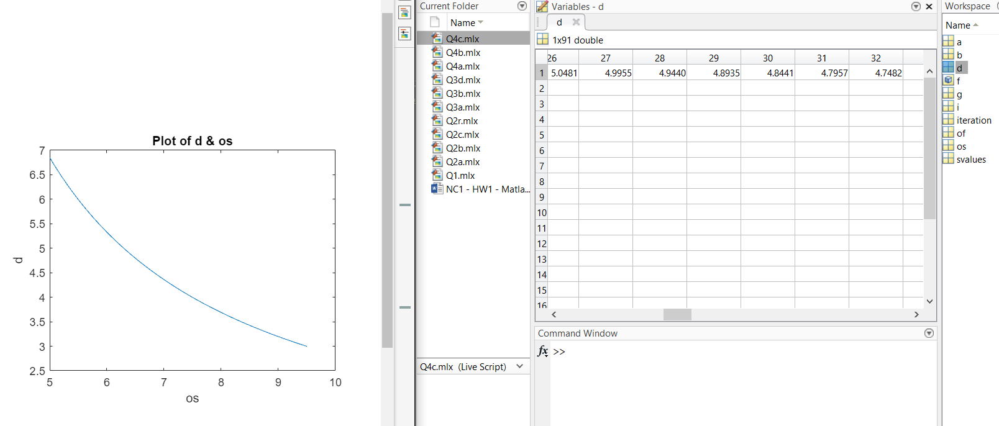 Plot of d & os
7
6.5
6
5.5
5
4.5
4
3.5
3
2.5
d
5 6 7 8 9 10
os
Current Folder
Name
Q4c.mlx
Q4b.mlx
Q4a.mlx
Q3d.mlx
Q3b.mlx
Q3a.mlx
Q2r.mlx
Q2c.mlx
Q2b.mlx
Q2a.mlx
Q1.mlx
NC1 - HW1 - Matla...
Q4c.mlx (Live Script)
Variables - d
d
1x91 double
26 27 28 29 30 31 32
1 5.0481 4.9955 4.9440 4.8935 4.8441 4.7957 4.7482
2
3
4
5
6
7
8
9
10
11
12
13
14
15
16
Command Window
fx >>
Workspace
Name
a
b
d
f
g
i
iteration
of
os
svalues